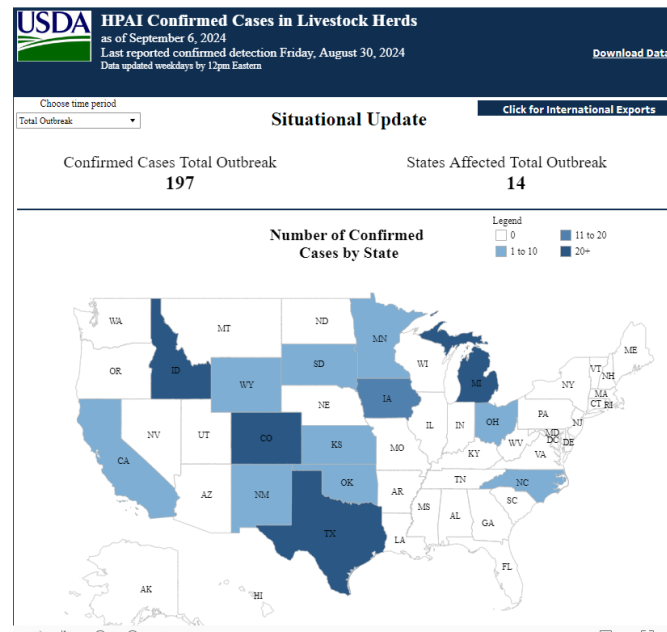 USDA
HPAI Confirmed Cases in Livestock Herds
as of September 6, 2024
Last reported confirmed detection Friday, August 30, 2024
Data updated weekdays by 12pm Eastern
Download Data
Choose time period
Total Outbreak
Situational Update
Click for International Exports
Confirmed Cases Total Outbreak
197
States Affected Total Outbreak
14
Number of Confirmed
Cases by State
Legend
0
11 to 20
1 to 10
20+
WA
MT
ND
MN
ME
OR
ID
SD
WI
MI
VT
NH
WY
NY
MA
CT RI
IA
NE
PA
NJ
NV
UT
CO
IL
IN
OH
MD
DC
DE
CA
KS
MO
WV
VA
KY
AZ
NM
OK
TN
NC
AR
SC
MS
AL
GA
TX
LA
FL
AK
HI